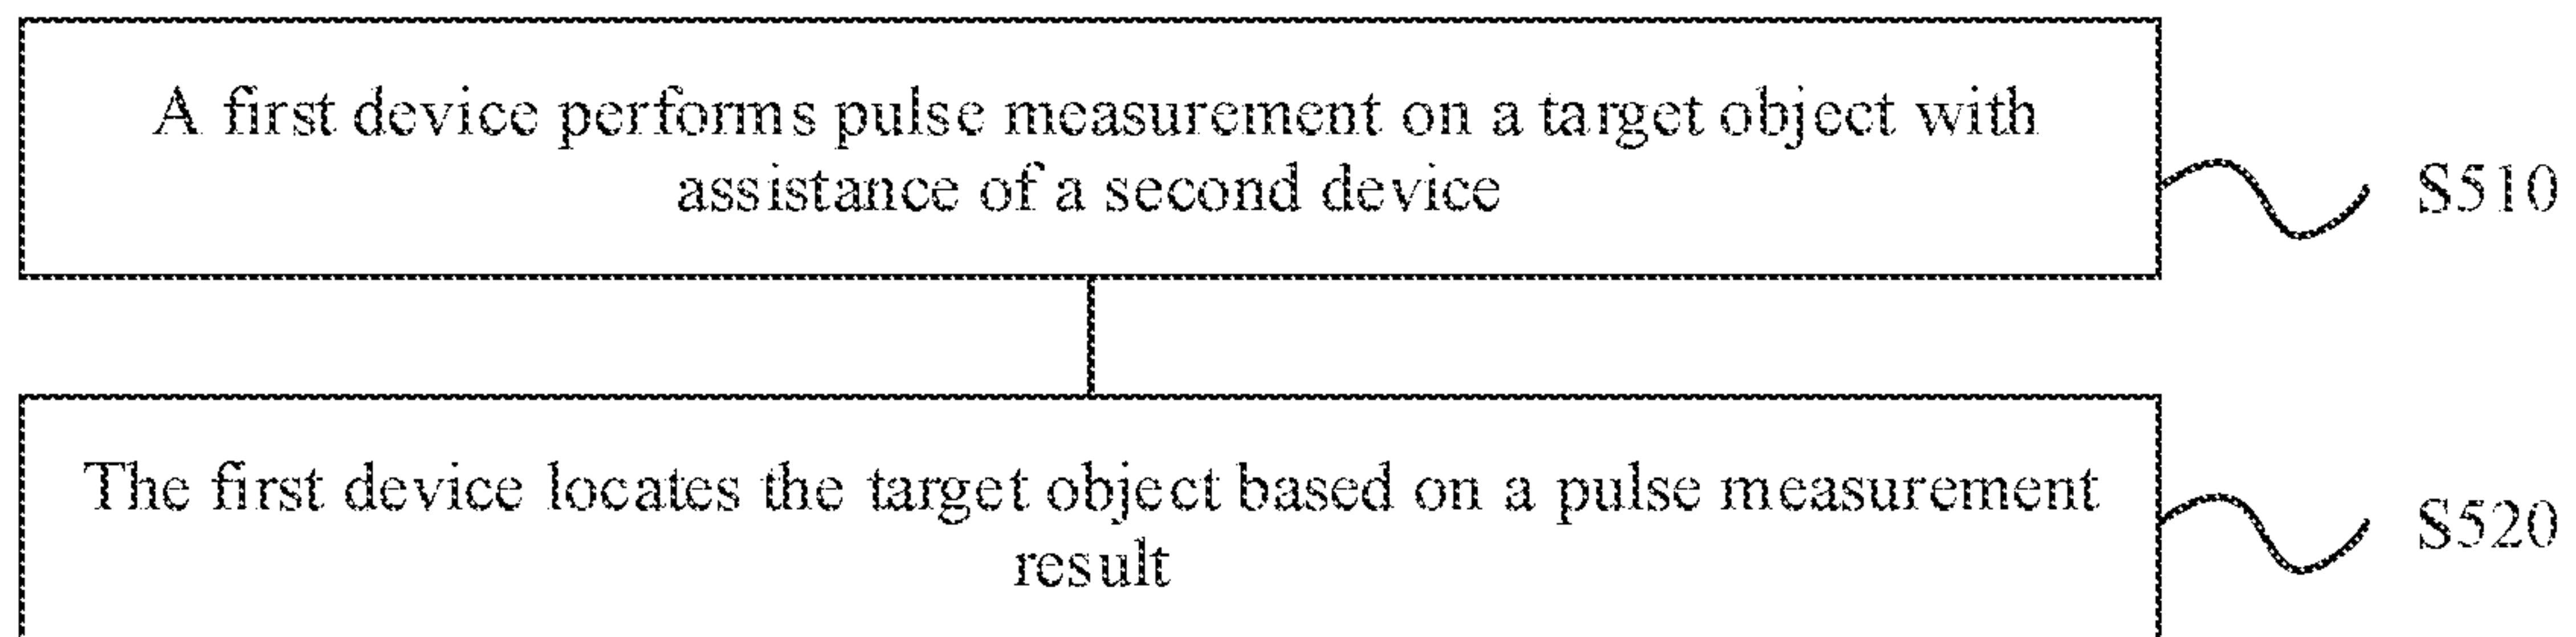 A first device performs pulse measurement on a target object with
assistance of a second device
S510
The first device locates the target object based on a pulse measurement
result
S520